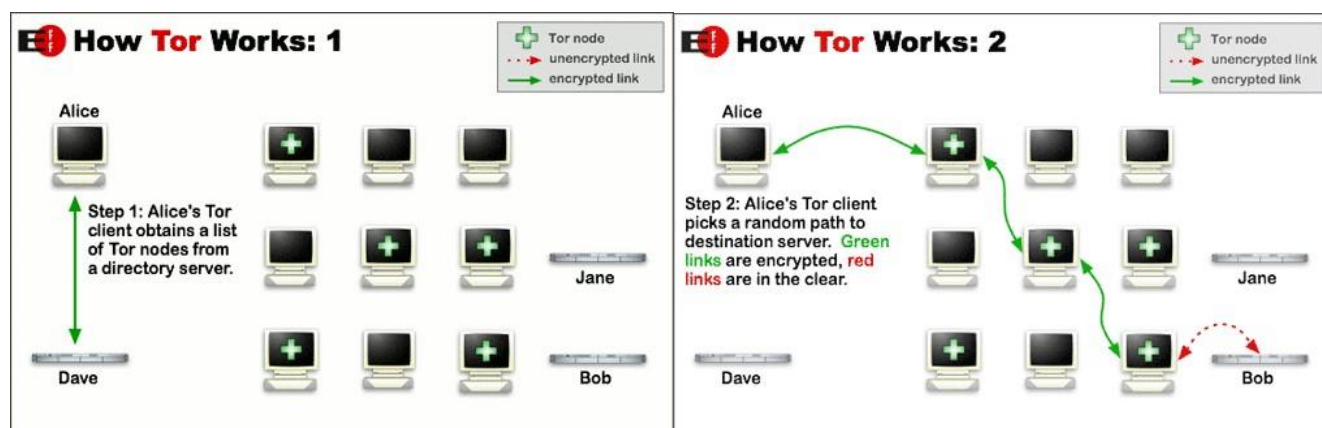 EFF How Tor Works: 1
Tor node
unencrypted link
encrypted link
Alice
Step 1: Alice's Tor
client obtains a list
of Tor nodes from
a directory server.
Jane
Dave
Bob
EFF How Tor Works: 2
Tor node
unencrypted link
encrypted link
Alice
Step 2: Alice's Tor client
picks a random path to
destination server. Green
links are encrypted, red
links are in the clear.
Jane
Dave
Bob